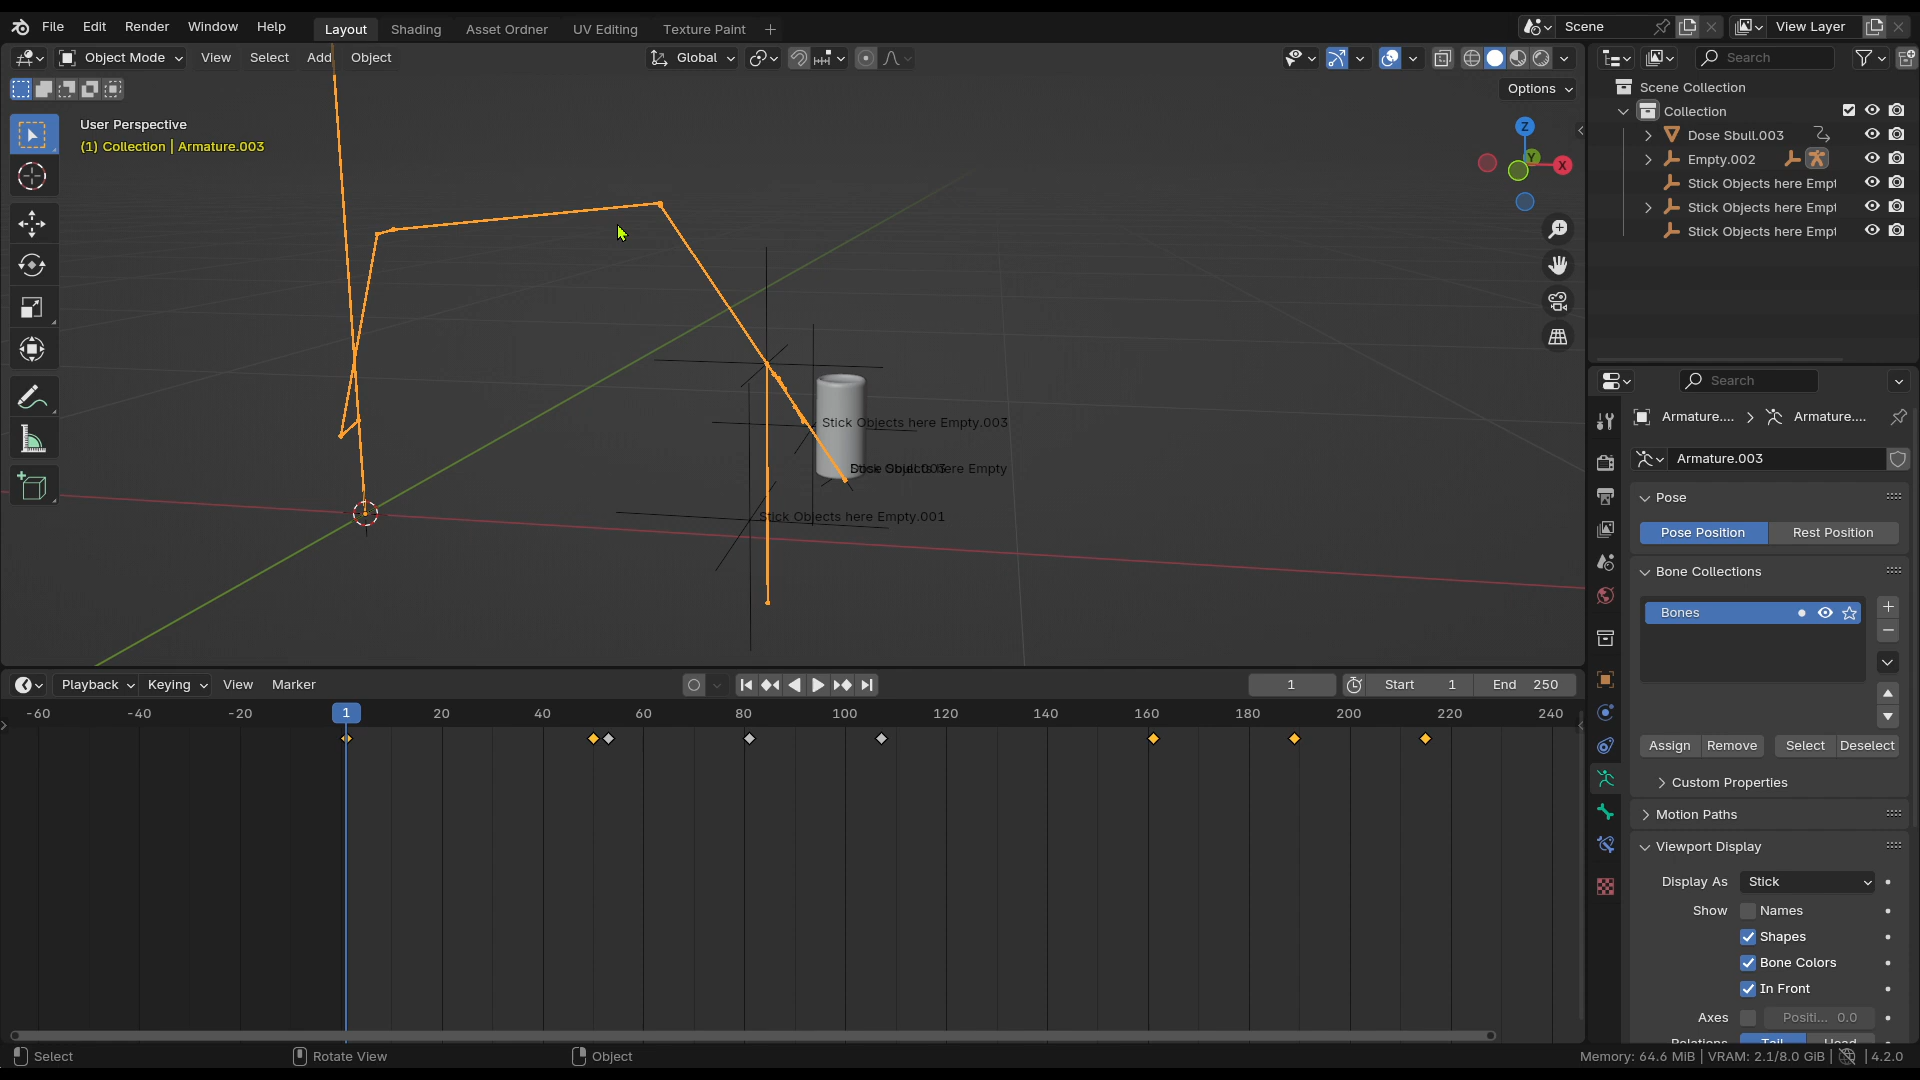 File Edit Render Window Help Layout Shading Asset Order UV Editing Texture Paint + Scene View Layer
Object Mode View Select Add Object Global Search
Options
User Perspective
(1) Collection | Armature.003
Z
Y
X
Scene Collection
Collection
Dose Sbull.003
Empty.002
Stick Objects here Empt
Stick Objects here Empt
Stick Objects here Empt
Stick Objects here Empty.003
Stick Objects here Empty.001
Search
Armature.... > Armature....
Armature.003
Pose
Pose Position Rest Position
Bone Collections
Bones
Assign Remove Select Deselect
Custom Properties
Motion Paths
Viewport Display
Display As Stick
Show Names
Shapes
Bone Colors
In Front
Axes Positi... 0.0
Relations Tail Head
Playback Keying View Marker 1 Start 1 End 250
-60 -40 -20 1 20 40 60 80 100 120 140 160 180 200 220 240
Select Rotate View Object Memory: 64.6 MiB | VRAM: 2.1/8.0 GiB | 4.2.0